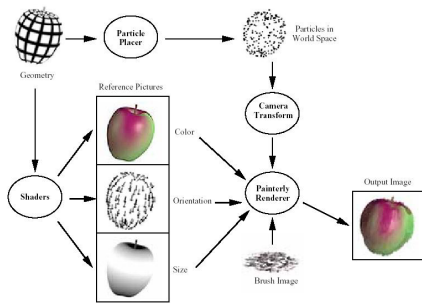 Particle
Placer
Particles in
World Space
Geometry
Reference Pictures
Camera
Transform
Color
Output Image
Shaders
Orientation
Painterly
Renderer
Size
Brush Image